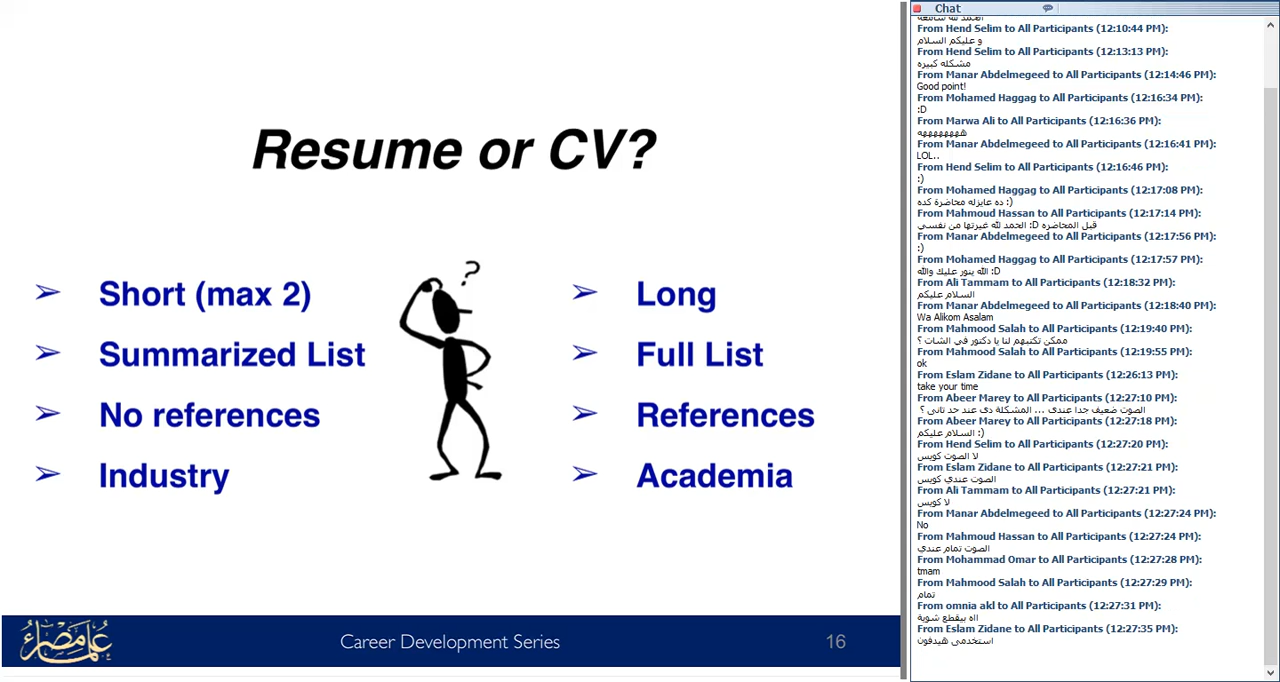 Resume or CV?
?
➢ Short (max 2)
➢ Summarized List
➢ No references
➢ Industry
➢ Long
➢ Full List
➢ References
➢ Academia
علماء مصر
Career Development Series
16
Chat
From Hend Selim to All Participants (12:10:44 PM):
و عليكم السلام
From Hend Selim to All Participants (12:13:13 PM):
مشكله كبيره
From Manar Abdelmegeed to All Participants (12:14:46 PM):
Good point!
From Mohamed Haggag to All Participants (12:16:34 PM):
:D
From Marwa Ali to All Participants (12:16:36 PM):
From Manar Abdelmegeed to All Participants (12:16:41 PM):
LOL..
From Hend Selim to All Participants (12:16:46 PM):
:)
From Mohamed Haggag to All Participants (12:17:08 PM):
ده عايزله محاضرة كده :)
From Mahmoud Hassan to All Participants (12:17:14 PM):
الحمد لله غيرتها من نفسي :D قبل المحاضره
From Manar Abdelmegeed to All Participants (12:17:56 PM):
:)
From Mohamed Haggag to All Participants (12:17:57 PM):
الله ينور عليك والله :D
From Ali Tammam to All Participants (12:18:32 PM):
السلام عليكم
From Manar Abdelmegeed to All Participants (12:18:40 PM):
Wa Alikom Asalam
From Mahmood Salah to All Participants (12:19:40 PM):
ممكن تكتبهم لنا يا دكتور في الشات ؟
From Mahmood Salah to All Participants (12:19:55 PM):
ok
From Eslam Zidane to All Participants (12:26:13 PM):
take your time
From Abeer Marey to All Participants (12:27:10 PM):
الصوت ضعيف جدا عندى ... المشكلة دى عند حد تانى ؟
From Abeer Marey to All Participants (12:27:18 PM):
السلام عليكم :)
From Hend Selim to All Participants (12:27:20 PM):
لا الصوت كويس
From Eslam Zidane to All Participants (12:27:21 PM):
الصوت عندي كويس
From Ali Tammam to All Participants (12:27:21 PM):
لا كويس
From Manar Abdelmegeed to All Participants (12:27:24 PM):
No
From Mahmoud Hassan to All Participants (12:27:24 PM):
الصوت تمام عندي
From Mohammad Omar to All Participants (12:27:28 PM):
tmam
From Mahmood Salah to All Participants (12:27:29 PM):
تمام
From omnia akl to All Participants (12:27:31 PM):
ااه بيقطع شوية
From Eslam Zidane to All Participants (12:27:35 PM):
استخدمى هيدفون